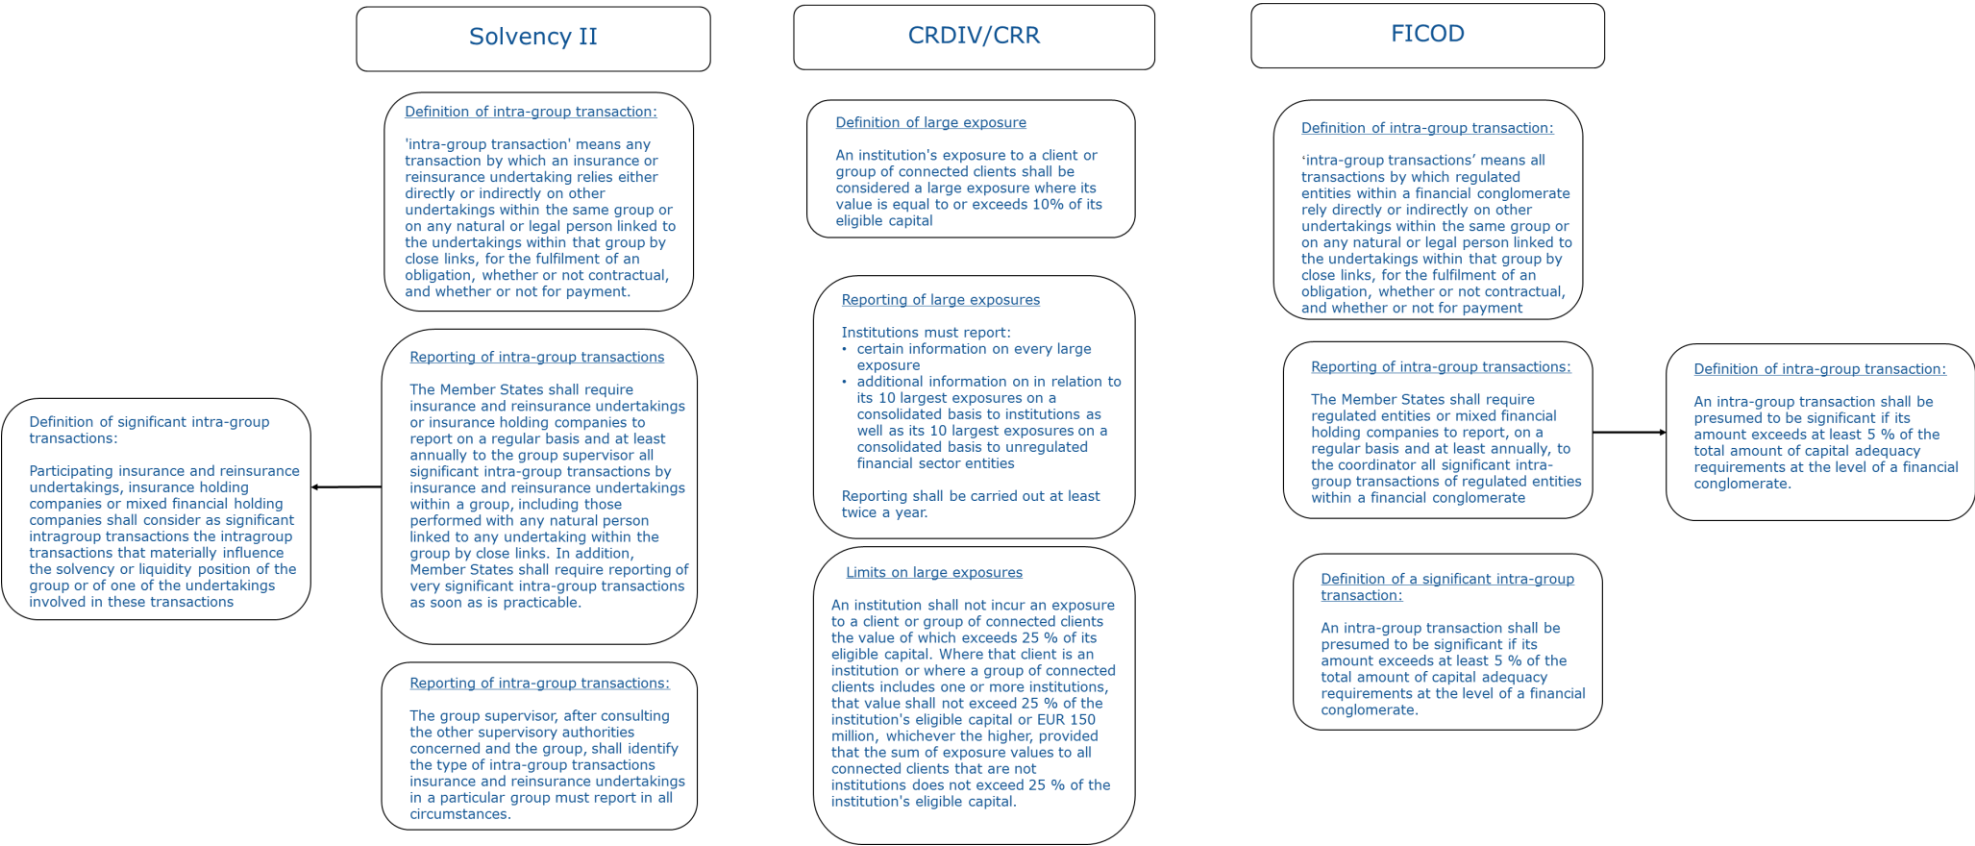 Solvency II
Definition of intra-group transaction:
'intra-group transaction' means any
transaction by which an insurance or
reinsurance undertaking relies either
directly or indirectly on other
undertakings within the same group or
on any natural or legal person linked to
the undertakings within that group by
close links, for the fulfilment of an
obligation, whether or not contractual,
and whether or not for payment.
Reporting of intra-group transactions
The Member States shall require
insurance and reinsurance undertakings
or insurance holding companies to
report on a regular basis and at least
annually to the group supervisor all
significant intra-group transactions by
insurance and reinsurance undertakings
within a group, including those
performed with any natural person
linked to any undertaking within the
group by close links. In addition,
Member States shall require reporting of
very significant intra-group transactions
as soon as is practicable.
Definition of significant intra-group
transactions:
Participating insurance and reinsurance
undertakings, insurance holding
companies or mixed financial holding
companies shall consider as significant
intragroup transactions the intragroup
transactions that materially influence
the solvency or liquidity position of the
group or of one of the undertakings
involved in these transactions
Reporting of intra-group transactions:
The group supervisor, after consulting
the other supervisory authorities
concerned and the group, shall identify
the type of intra-group transactions
insurance and reinsurance undertakings
in a particular group must report in all
circumstances.
CRDIV/CRR
Definition of large exposure
An institution's exposure to a client or
group of connected clients shall be
considered a large exposure where its
value is equal to or exceeds 10% of its
eligible capital
Reporting of large exposures
Institutions must report:
• certain information on every large
exposure
• additional information on in relation to
its 10 largest exposures on a
consolidated basis to institutions as
well as its 10 largest exposures on a
consolidated basis to unregulated
financial sector entities
Reporting shall be carried out at least
twice a year.
Limits on large exposures
An institution shall not incur an exposure
to a client or group of connected clients
the value of which exceeds 25 % of its
eligible capital. Where that client is an
institution or where a group of connected
clients includes one or more institutions,
that value shall not exceed 25 % of the
institution's eligible capital or EUR 150
million, whichever the higher, provided
that the sum of exposure values to all
connected clients that are not
institutions does not exceed 25 % of the
institution's eligible capital.
FICOD
Definition of intra-group transaction:
‘intra-group transactions’ means all
transactions by which regulated
entities within a financial conglomerate
rely directly or indirectly on other
undertakings within the same group or
on any natural or legal person linked to
the undertakings within that group by
close links, for the fulfilment of an
obligation, whether or not contractual,
and whether or not for payment
Reporting of intra-group transactions:
The Member States shall require
regulated entities or mixed financial
holding companies to report, on a
regular basis and at least annually, to
the coordinator all significant intra-
group transactions of regulated entities
within a financial conglomerate
Definition of intra-group transaction:
An intra-group transaction shall be
presumed to be significant if its
amount exceeds at least 5 % of the
total amount of capital adequacy
requirements at the level of a financial
conglomerate.
Definition of a significant intra-group
transaction:
An intra-group transaction shall be
presumed to be significant if its
amount exceeds at least 5 % of the
total amount of capital adequacy
requirements at the level of a financial
conglomerate.